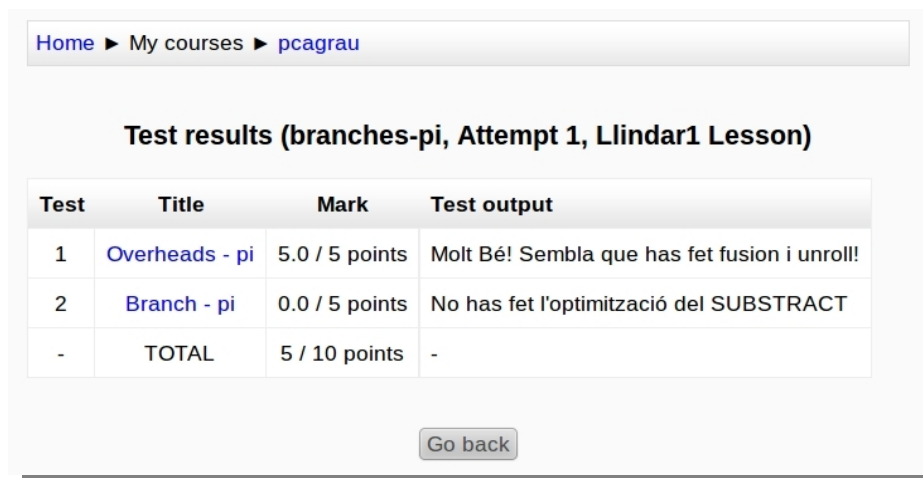 Home ► My courses ► pcagrau
Test results (branches-pi, Attempt 1, Llindar1 Lesson)
Test Title Mark Test output
1 Overheads - pi 5.0 / 5 points Molt Bé! Sembla que has fet fusion i unroll!
2 Branch - pi 0.0 / 5 points No has fet l'optimització del SUBSTRACT
- TOTAL 5 / 10 points -
Go back